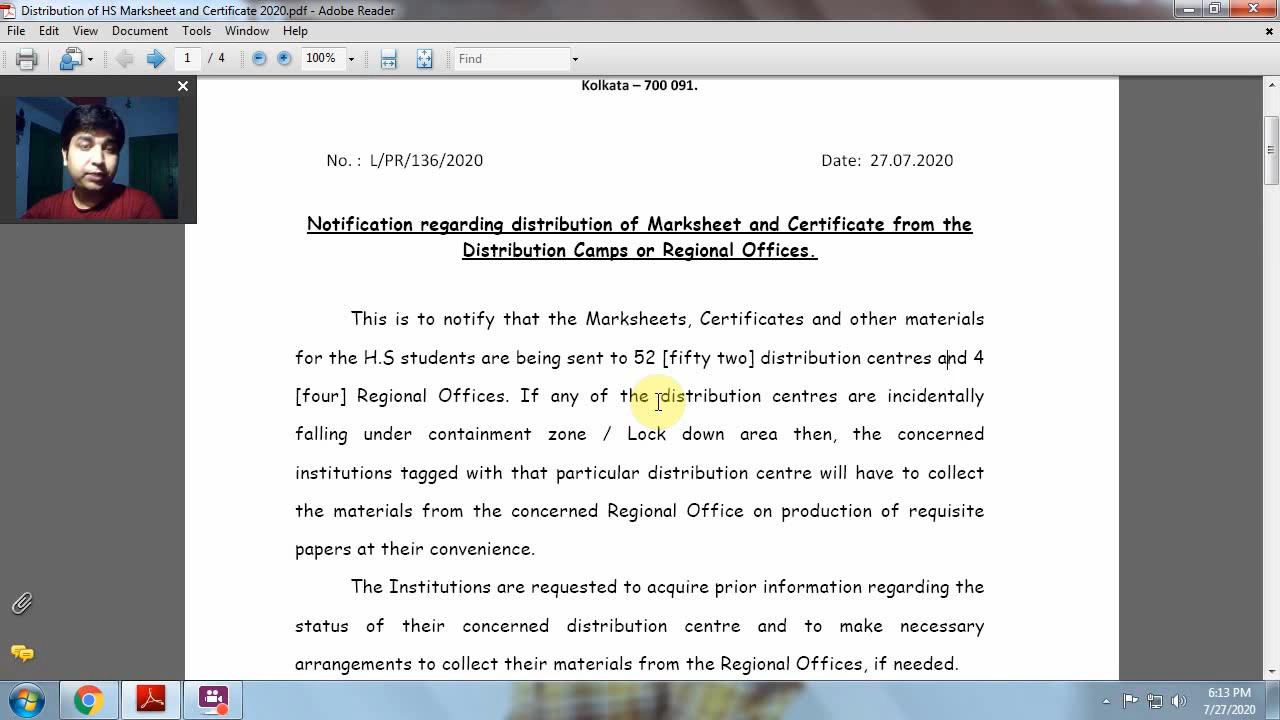 Distribution of HS Marksheet and Certificate 2020.pdf - Adobe Reader
File Edit View Document Tools Window Help
1 / 4 100% Find
Kolkata – 700 091.
No. : L/PR/136/2020 Date: 27.07.2020
Notification regarding distribution of Marksheet and Certificate from the
Distribution Camps or Regional Offices.
This is to notify that the Marksheets, Certificates and other materials
for the H.S students are being sent to 52 [fifty two] distribution centres and 4
[four] Regional Offices. If any of the distribution centres are incidentally
falling under containment zone / Lock down area then, the concerned
institutions tagged with that particular distribution centre will have to collect
the materials from the concerned Regional Office on production of requisite
papers at their convenience.
The Institutions are requested to acquire prior information regarding the
status of their concerned distribution centre and to make necessary
arrangements to collect their materials from the Regional Offices, if needed.
6:13 PM
7/27/2020